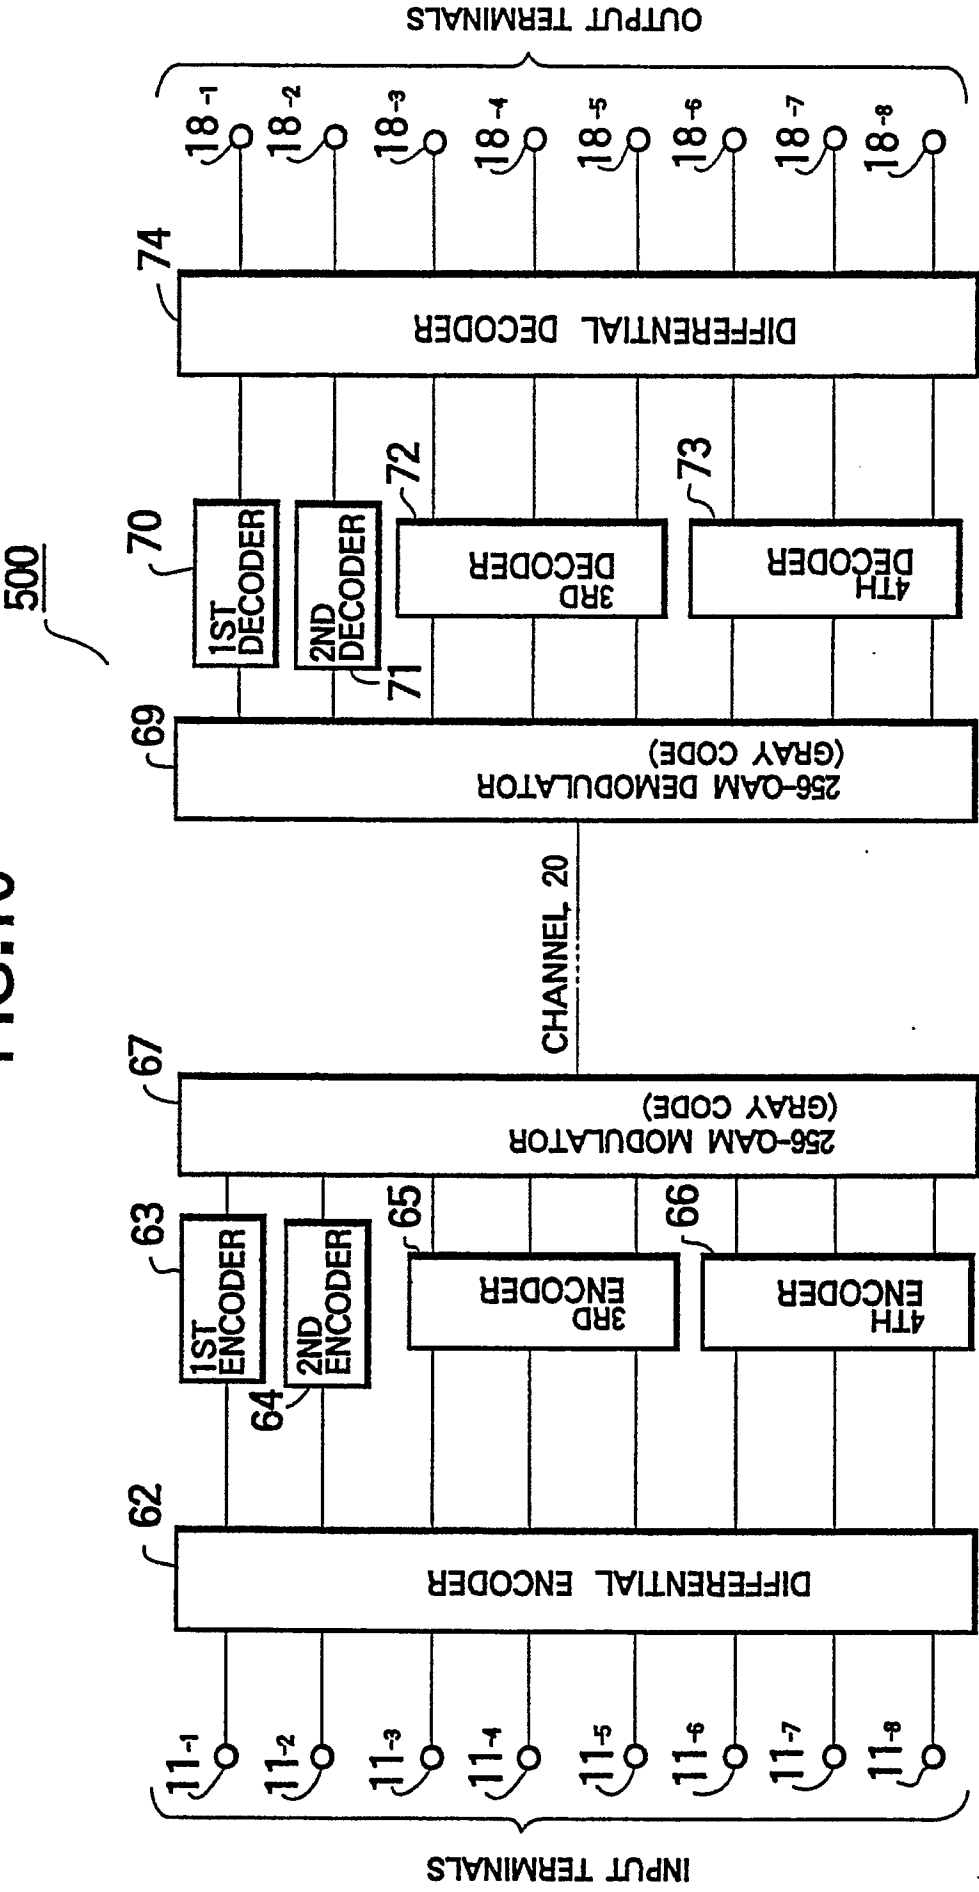 500
INPUT TERMINALS
11-1
11-2
11-3
11-4
11-5
11-6
11-7
11-8
62
DIFFERENTIAL ENCODER
63
1ST
ENCODER
64
2ND
ENCODER
65
3RD
ENCODER
66
4TH
ENCODER
67
256-QAM MODULATOR
(GRAY CODE)
CHANNEL 20
69
256-QAM DEMODULATOR
(GRAY CODE)
70
1ST
DECODER
71
2ND
DECODER
72
3RD
DECODER
73
4TH
DECODER
74
DIFFERENTIAL DECODER
18-1
18-2
18-3
18-4
18-5
18-6
18-7
18-8
OUTPUT TERMINALS